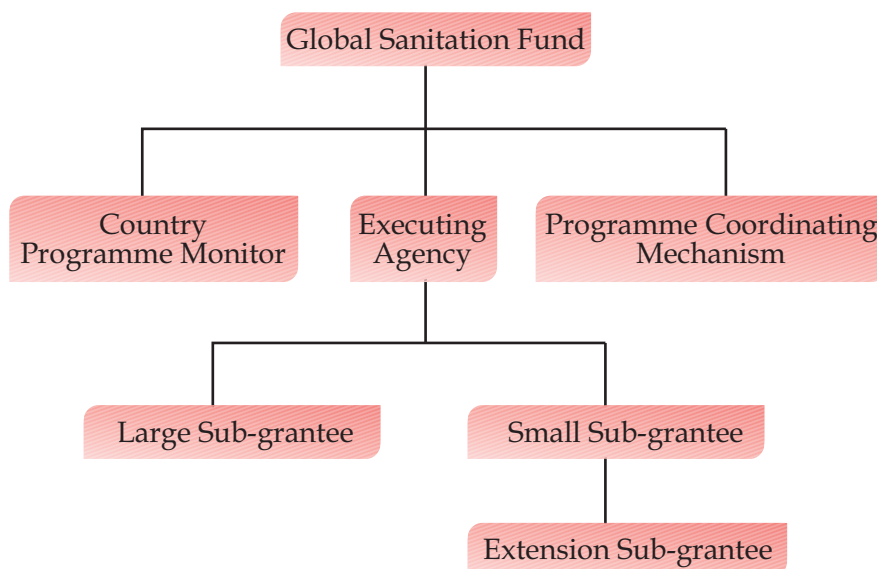 Global Sanitation Fund
Country
Programme Monitor
Executing
Agency
Programme Coordinating
Mechanism
Large Sub-grantee
Small Sub-grantee
Extension Sub-grantee